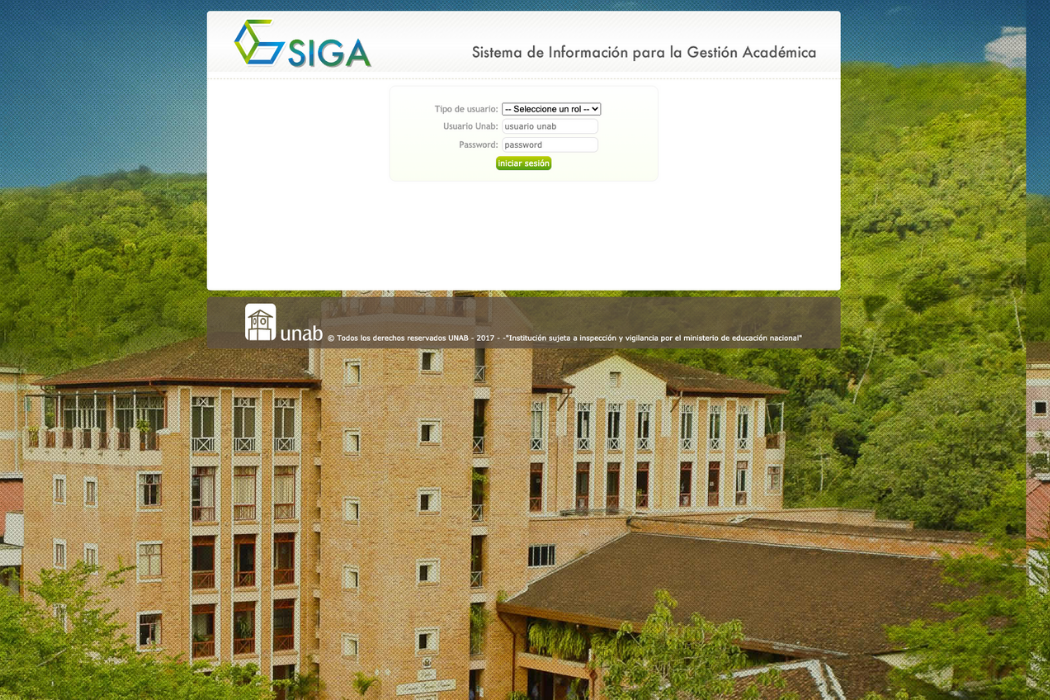 SIGA
Sistema de Información para la Gestión Académica
Tipo de usuario: -- Seleccione un rol --
Usuario Unab: usuario unab
Password: password
iniciar sesión
unab © Todos los derechos reservados UNAB - 2017 - -"Institución sujeta a inspección y vigilancia por el ministerio de educación nacional"